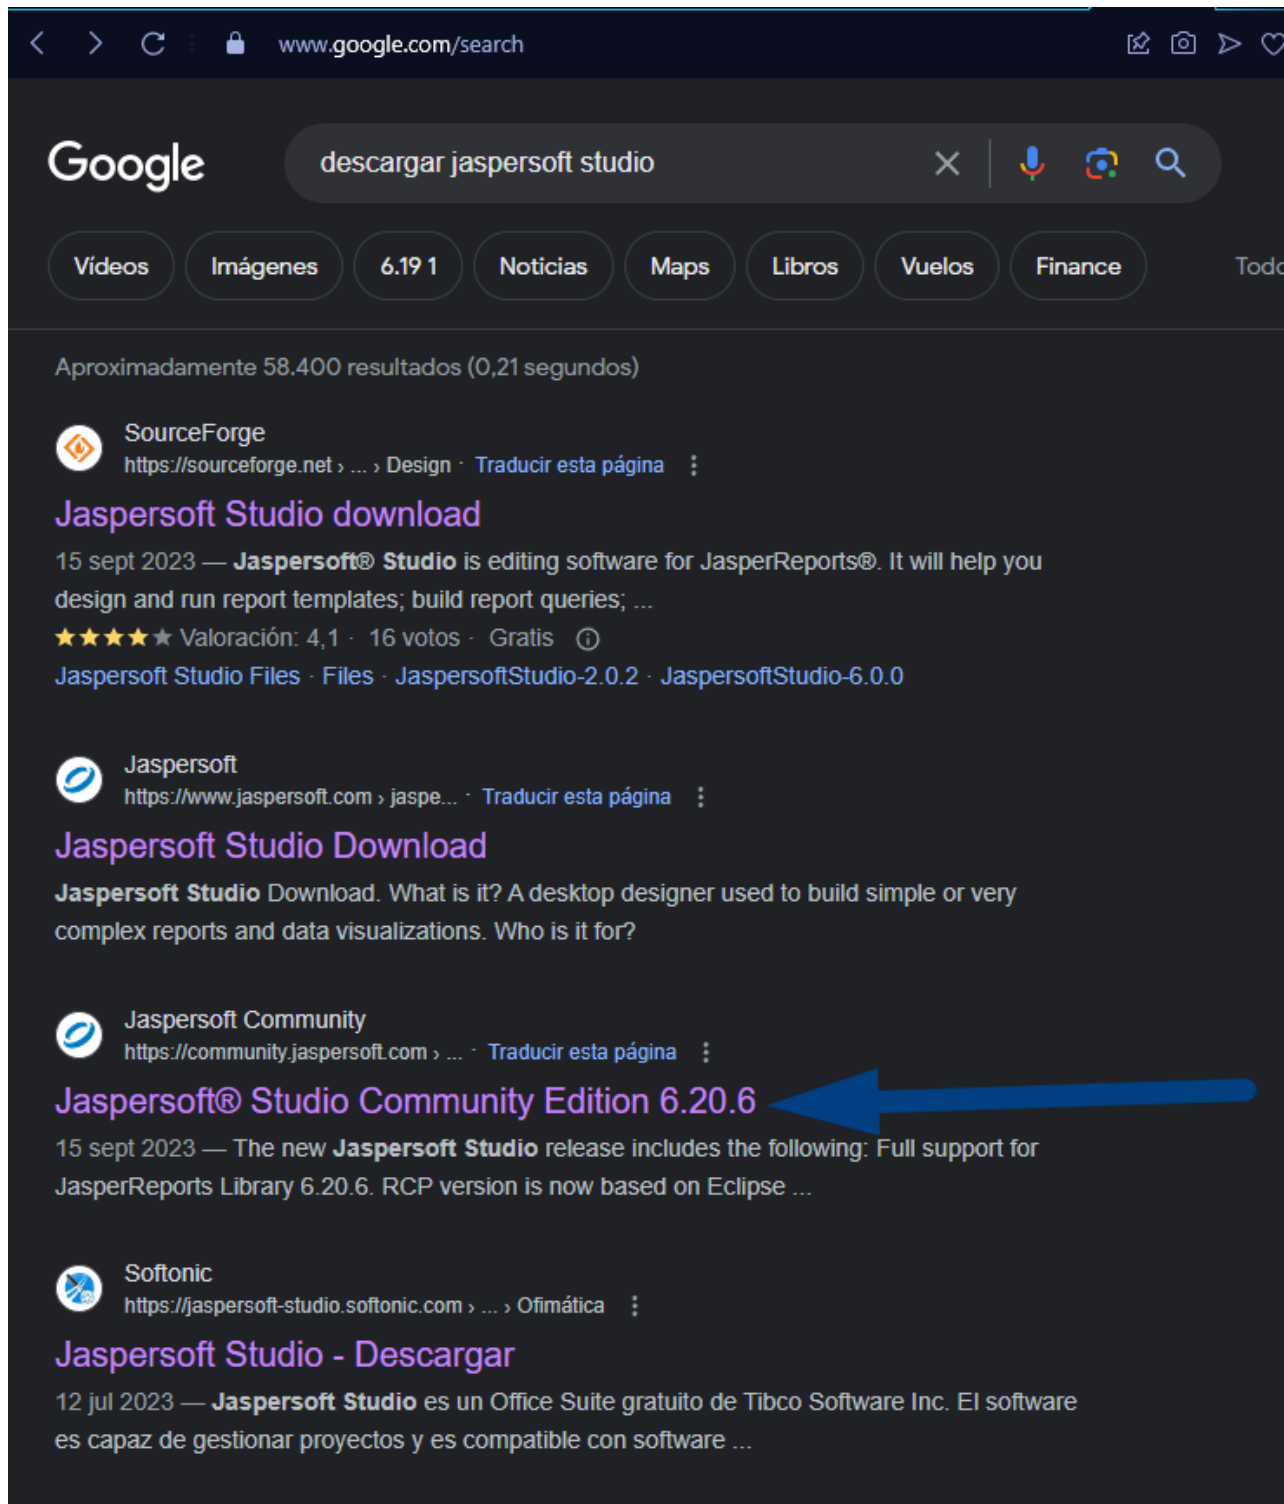 www.google.com/search
Google
descargar jaspersoft studio
Vídeos Imágenes 6.19 1 Noticias Maps Libros Vuelos Finance Todo
Aproximadamente 58.400 resultados (0,21 segundos)
SourceForge
https://sourceforge.net › ... › Design · Traducir esta página
Jaspersoft Studio download
15 sept 2023 — Jaspersoft® Studio is editing software for JasperReports®. It will help you
design and run report templates; build report queries; ...
Valoración: 4,1 · 16 votos · Gratis
Jaspersoft Studio Files · Files · JaspersoftStudio-2.0.2 · JaspersoftStudio-6.0.0
Jaspersoft
https://www.jaspersoft.com › jaspe... · Traducir esta página
Jaspersoft Studio Download
Jaspersoft Studio Download. What is it? A desktop designer used to build simple or very
complex reports and data visualizations. Who is it for?
Jaspersoft Community
https://community.jaspersoft.com › ... · Traducir esta página
Jaspersoft® Studio Community Edition 6.20.6
15 sept 2023 — The new Jaspersoft Studio release includes the following: Full support for
JasperReports Library 6.20.6. RCP version is now based on Eclipse ...
Softonic
https://jaspersoft-studio.softonic.com › ... › Ofimática
Jaspersoft Studio - Descargar
12 jul 2023 — Jaspersoft Studio es un Office Suite gratuito de Tibco Software Inc. El software
es capaz de gestionar proyectos y es compatible con software ...